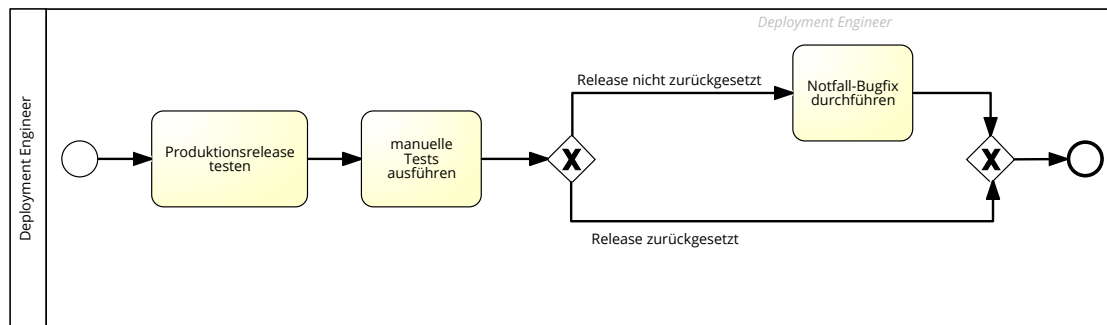 Deployment Engineer
Deployment Engineer
Produktionsrelease
testen
manuelle
Tests
ausführen
Release nicht zurückgesetzt
Notfall-Bugfix
durchführen
Release zurückgesetzt